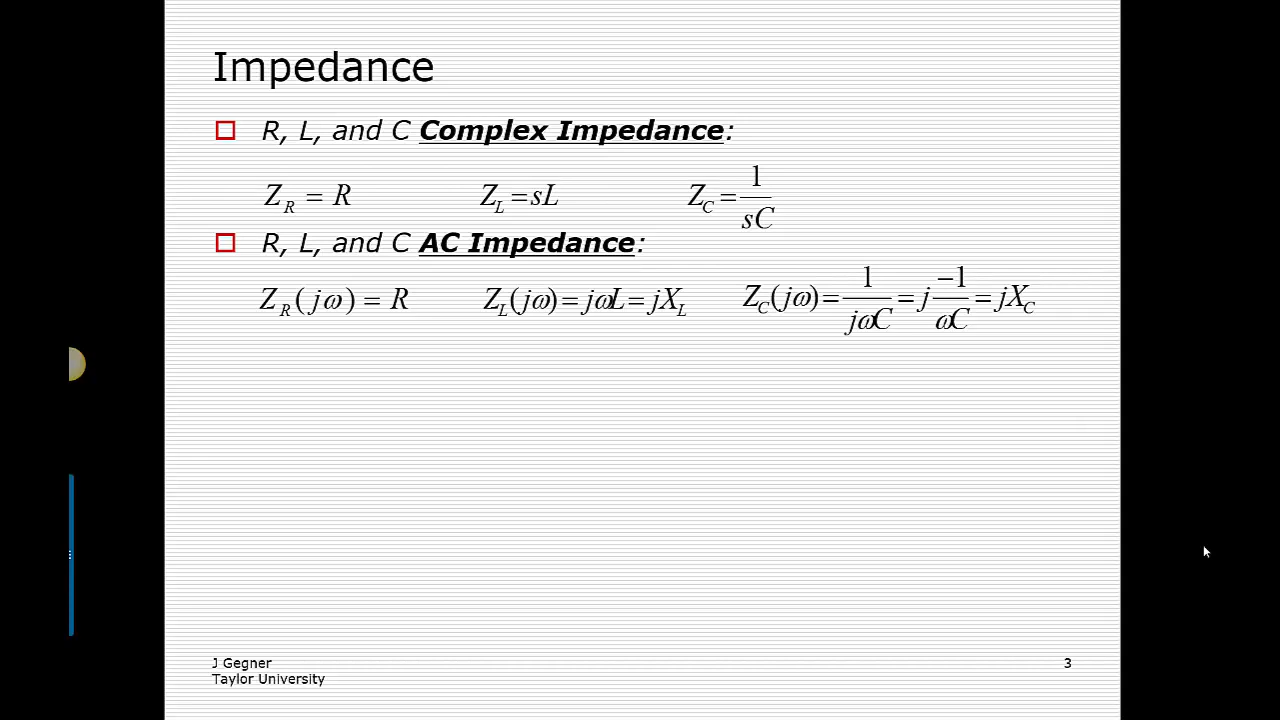 Impedance
R, L, and C Complex Impedance:
Z_R = R Z_L = sL Z_C = 1/sC
R, L, and C AC Impedance:
Z_R(jω) = R Z_L(jω) = jωL = jX_L Z_C(jω) = 1/jωC = j −1/ωC = jX_C
J Gegner 3
Taylor University